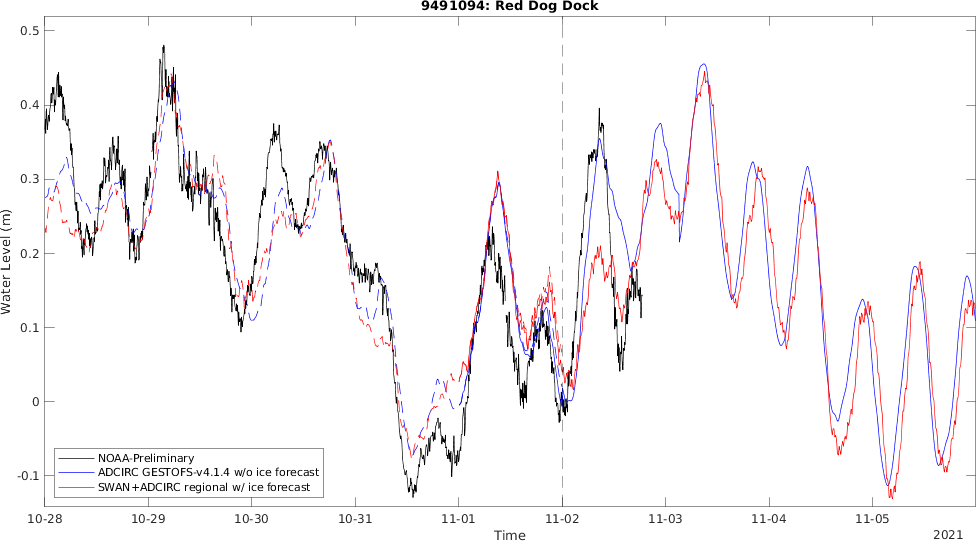 9491094: Red Dog Dock
0.5
0.4
0.3
0.2
0.1
0
-0.1
Water Level (m)
NOAA-Preliminary
ADCIRC GESTOFS-v4.1.4 w/o ice forecast
SWAN+ADCIRC regional w/ ice forecast
10-28 10-29 10-30 10-31 11-01 11-02 11-03 11-04 11-05
Time
2021